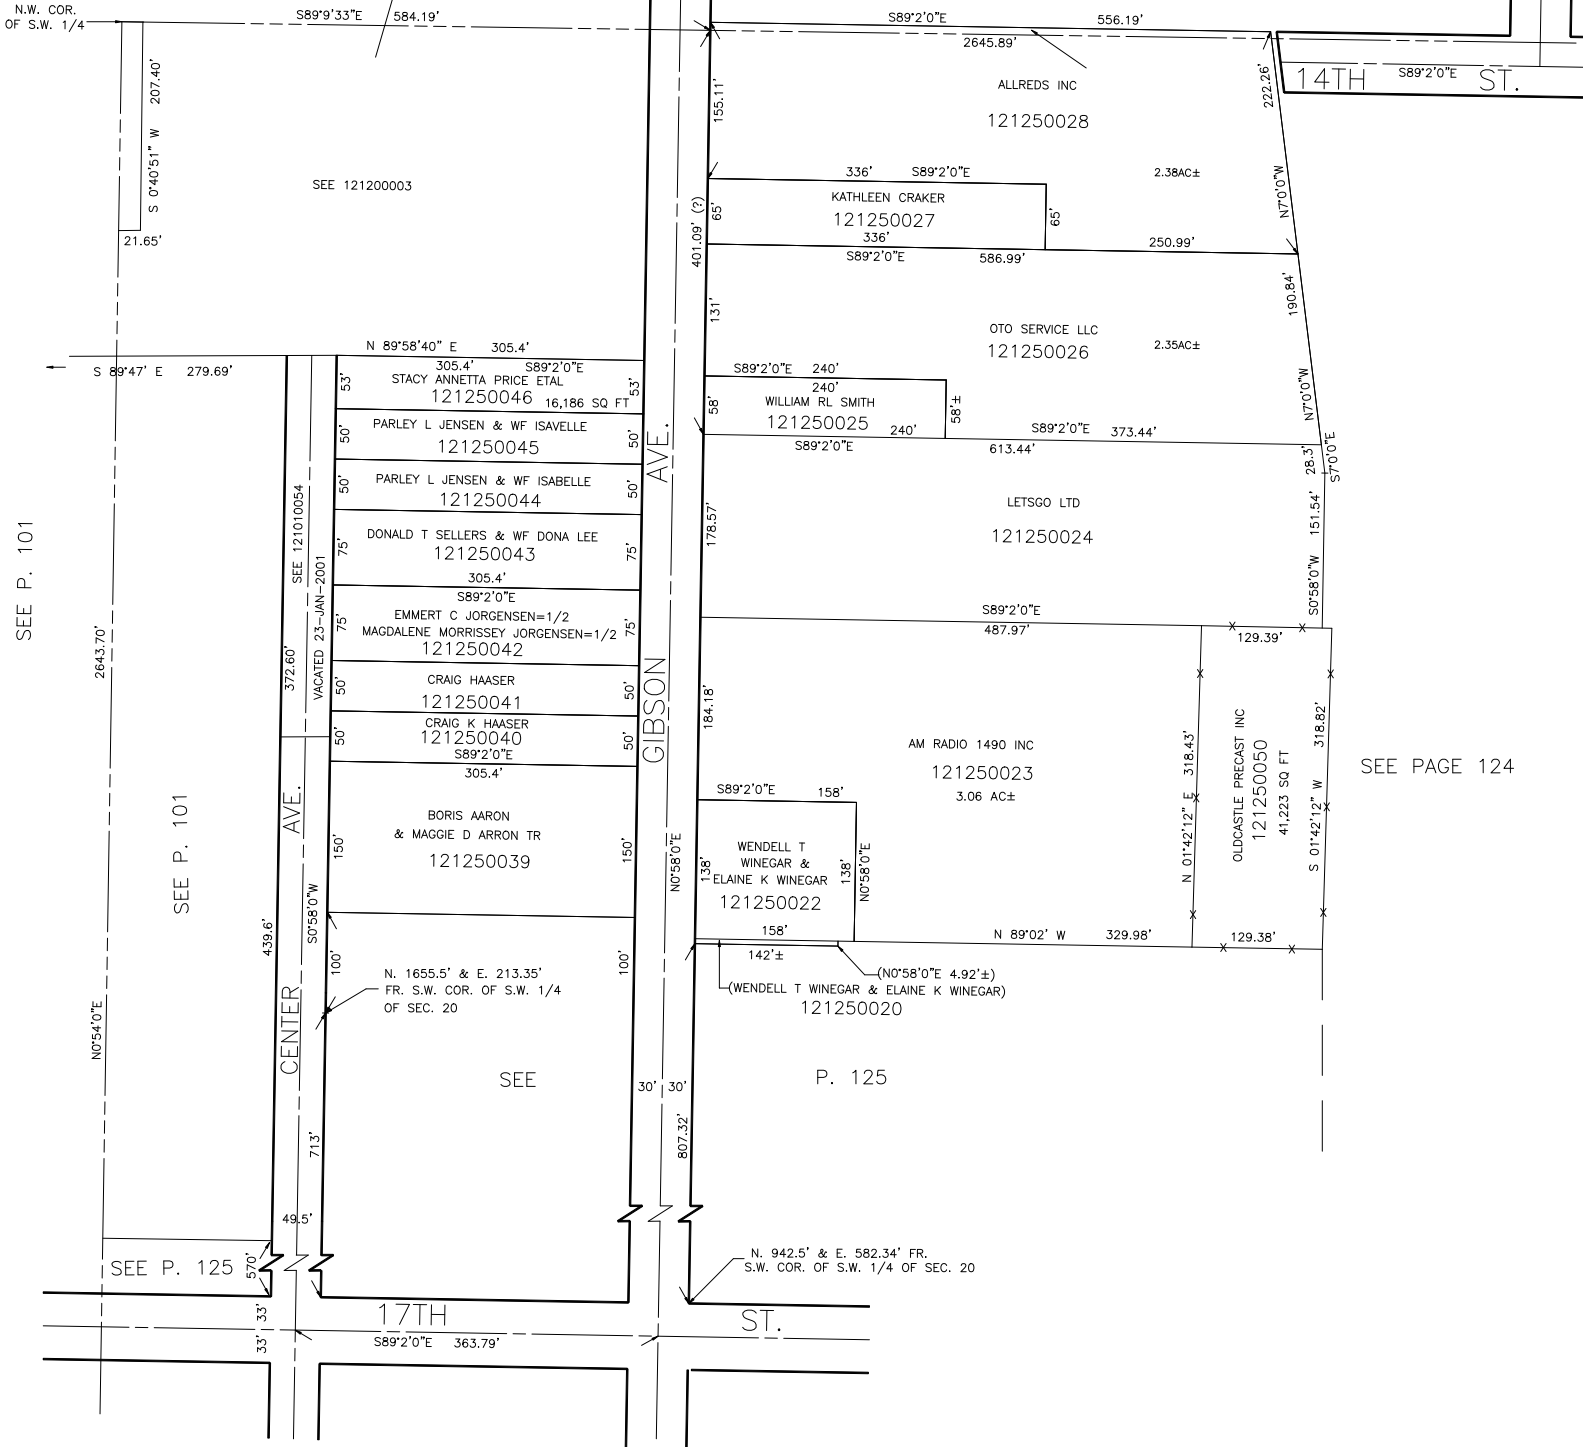 N.W. COR.
OF S.W. 1/4
S89°9'33"E 584.19'
S89°2'0"E 556.19'
2645.89'
14TH ST.
S89°2'0"E
S 0°40'51" W 207.40'
21.65'
SEE 121200003
155.11'
ALLREDS INC
121250028
2.38AC±
222.26'
N7°0'0"W
336' S89°2'0"E
KATHLEEN CRAKER
121250027
336'
65'
65'
401.09' (?)
250.99'
S89°2'0"E 586.99'
131'
OTO SERVICE LLC
121250026
2.35AC±
190.84'
N7°0'0"W
S89°2'0"E 240'
240'
WILLIAM RL SMITH
121250025
240'
58'
58'±
S89°2'0"E 373.44'
S89°2'0"E 613.44'
28.3'
S7°0'0"E
LETSGO LTD
121250024
178.57'
S0°58'0"W 151.54'
S89°2'0"E
487.97'
129.39'
184.18'
AM RADIO 1490 INC
121250023
3.06 AC±
N 01°42'12" E 318.43'
OLDCASTLE PRECAST INC
121250050
41,223 SQ FT
S 01°42'12" W 318.82'
SEE PAGE 124
S89°2'0"E 158'
WENDELL T
WINEGAR &
ELAINE K WINEGAR
121250022
138'
138'
N0°58'0"E
158'
142'±
N 89°02' W 329.98'
129.38'
(N0°58'0"E 4.92'±)
(WENDELL T WINEGAR & ELAINE K WINEGAR)
121250020
P. 125
S 89°47' E 279.69'
N 89°58'40" E 305.4'
305.4' S89°2'0"E
STACY ANNETTA PRICE ETAL
121250046 16,186 SQ FT
53'
53'
PARLEY L JENSEN & WF ISAVELLE
121250045
50'
50'
PARLEY L JENSEN & WF ISABELLE
121250044
50'
50'
DONALD T SELLERS & WF DONA LEE
121250043
75'
75'
305.4'
S89°2'0"E
EMMERT C JORGENSEN=1/2
MAGDALENE MORRISSEY JORGENSEN=1/2
121250042
75'
75'
CRAIG HAASER
121250041
50'
50'
CRAIG K HAASER
121250040
50'
50'
S89°2'0"E
305.4'
BORIS AARON
& MAGGIE D ARRON TR
121250039
150'
150'
SEE 121010054
VACATED 23-JAN-2001
372.60'
SEE P. 101
2643.70'
SEE P. 101
N0°54'0"E
439.6'
CENTER AVE.
S0°58'0"W
GIBSON AVE.
N0°58'0"E
100'
100'
N. 1655.5' & E. 213.35'
FR. S.W. COR. OF S.W. 1/4
OF SEC. 20
SEE
30' 30'
713'
807.32'
49.5'
SEE P. 125
570'
N. 942.5' & E. 582.34' FR.
S.W. COR. OF S.W. 1/4 OF SEC. 20
33'
33'
17TH ST.
S89°2'0"E 363.79'